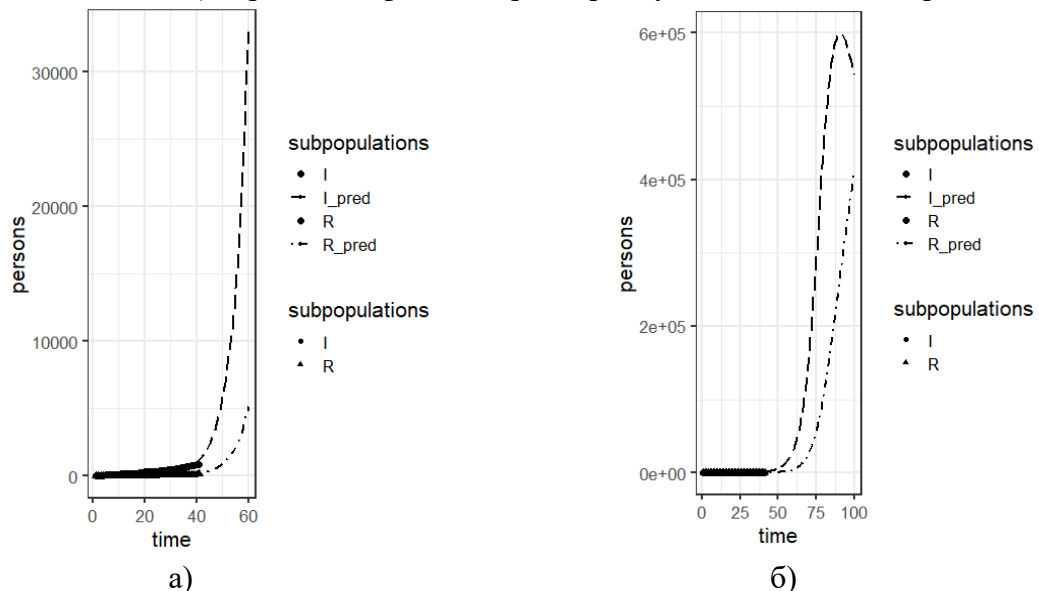 30000
20000
10000
0
0 20 40 60
time
persons
subpopulations
I
I_pred
R
R_pred
subpopulations
I
R
а)
6e+05
4e+05
2e+05
0e+00
0 25 50 75 100
time
persons
subpopulations
I
I_pred
R
R_pred
subpopulations
I
R
б)